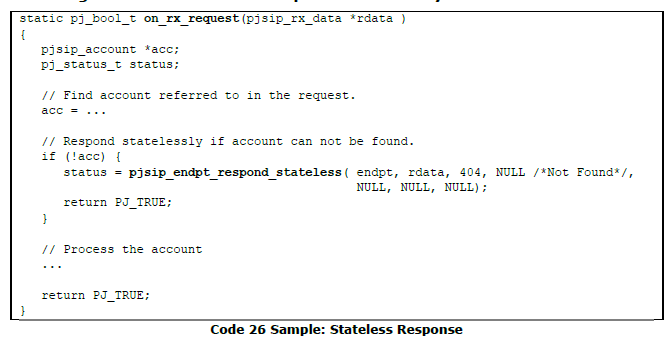 static pj_bool_t on_rx_request(pjsip_rx_data *rdata )
{
pjsip_account *acc;
pj_status_t status;
// Find account referred to in the request.
acc = ...
// Respond statelessly if account can not be found.
if (!acc) {
status = pjsip_endpt_respond_stateless( endpt, rdata, 404, NULL /*Not Found*/,
NULL, NULL, NULL);
return PJ_TRUE;
}
// Process the account
...
return PJ_TRUE;
}
Code 26 Sample: Stateless Response